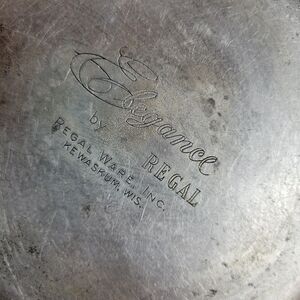 Elegance
by REGAL
REGAL WARE, INC.
KEWASKUM, WIS.